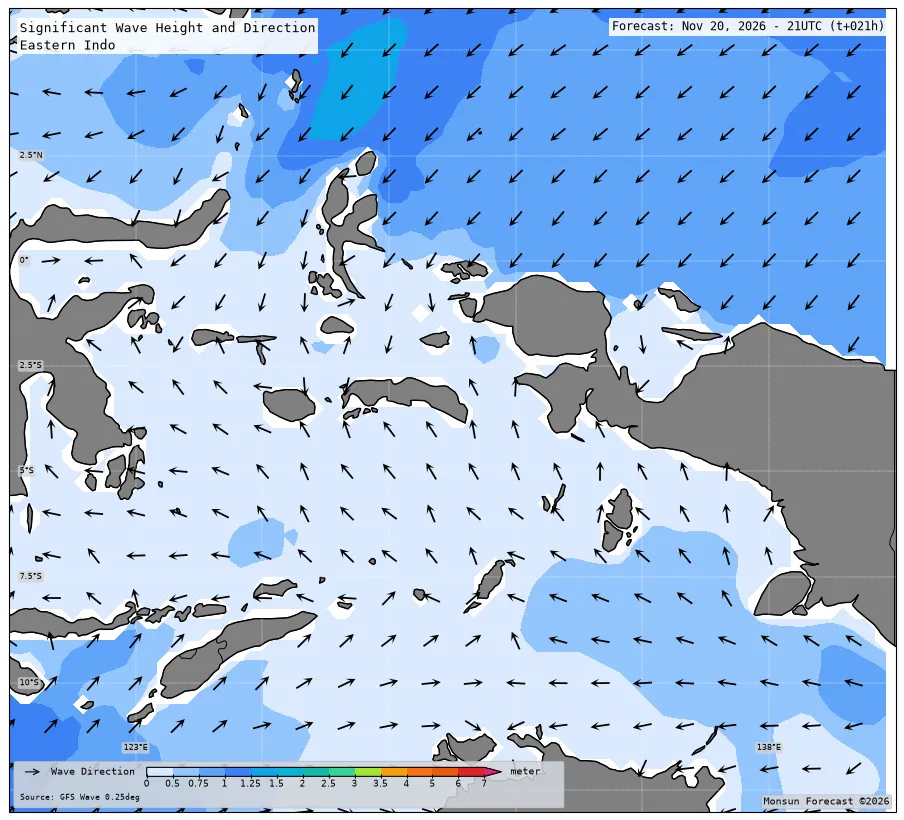 Significant Wave Height and Direction
Eastern Indo
Forecast: Nov 20, 2026 - 21UTC (t+021h)
2.5°N
0°
2.5°S
5°S
7.5°S
10°S
123°E
138°E
Wave Direction
meter
0 0.5 0.75 1 1.25 1.5 2 2.5 3 3.5 4 5 6 7
Source: GFS Wave 0.25deg
Monsun Forecast ©2026